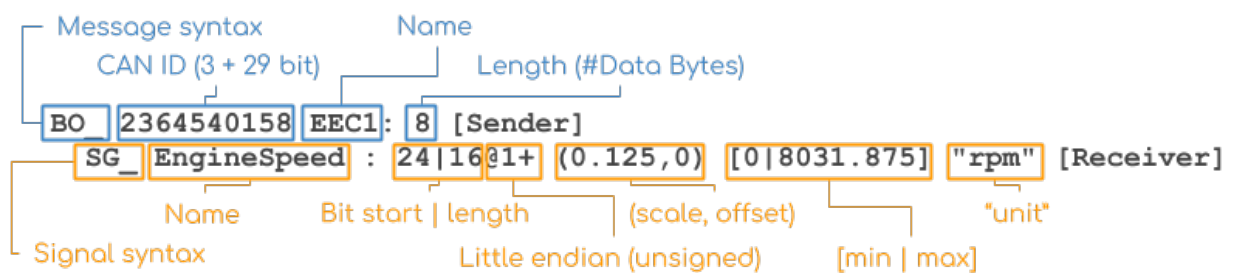 Message syntax Name
CAN ID (3 + 29 bit) Length (#Data Bytes)
BO_ 2364540158 EEC1: 8 [Sender]
SG_ EngineSpeed : 24|16@1+ (0.125,0) [0|8031.875] "rpm" [Receiver]
Name Bit start | length (scale, offset) "unit"
Signal syntax Little endian (unsigned) [min | max]